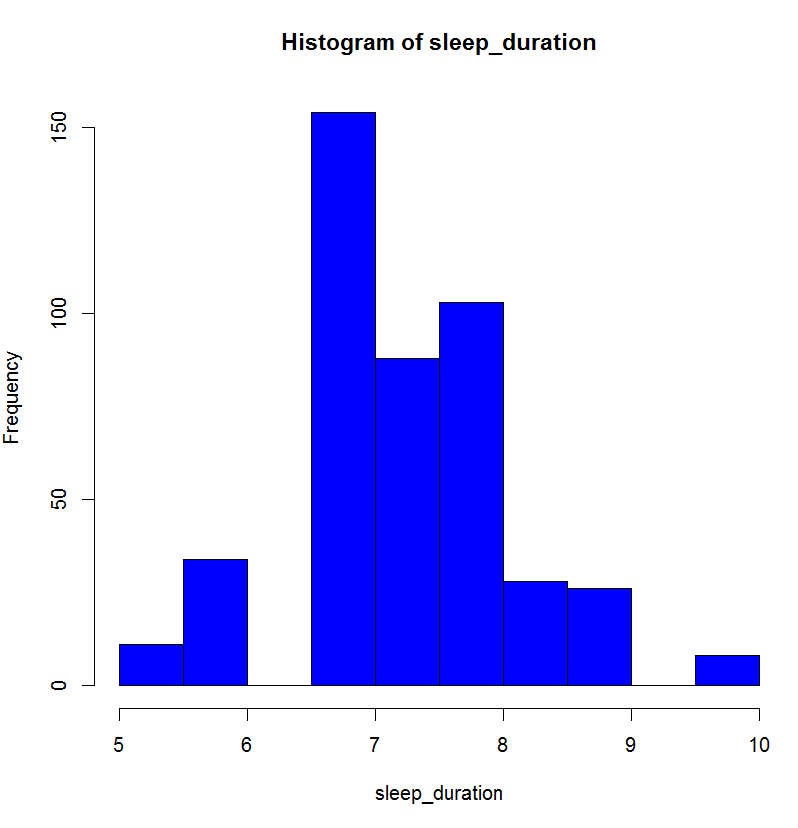 Histogram of sleep_duration
150
100
50
0
Frequency
5 6 7 8 9 10
sleep_duration